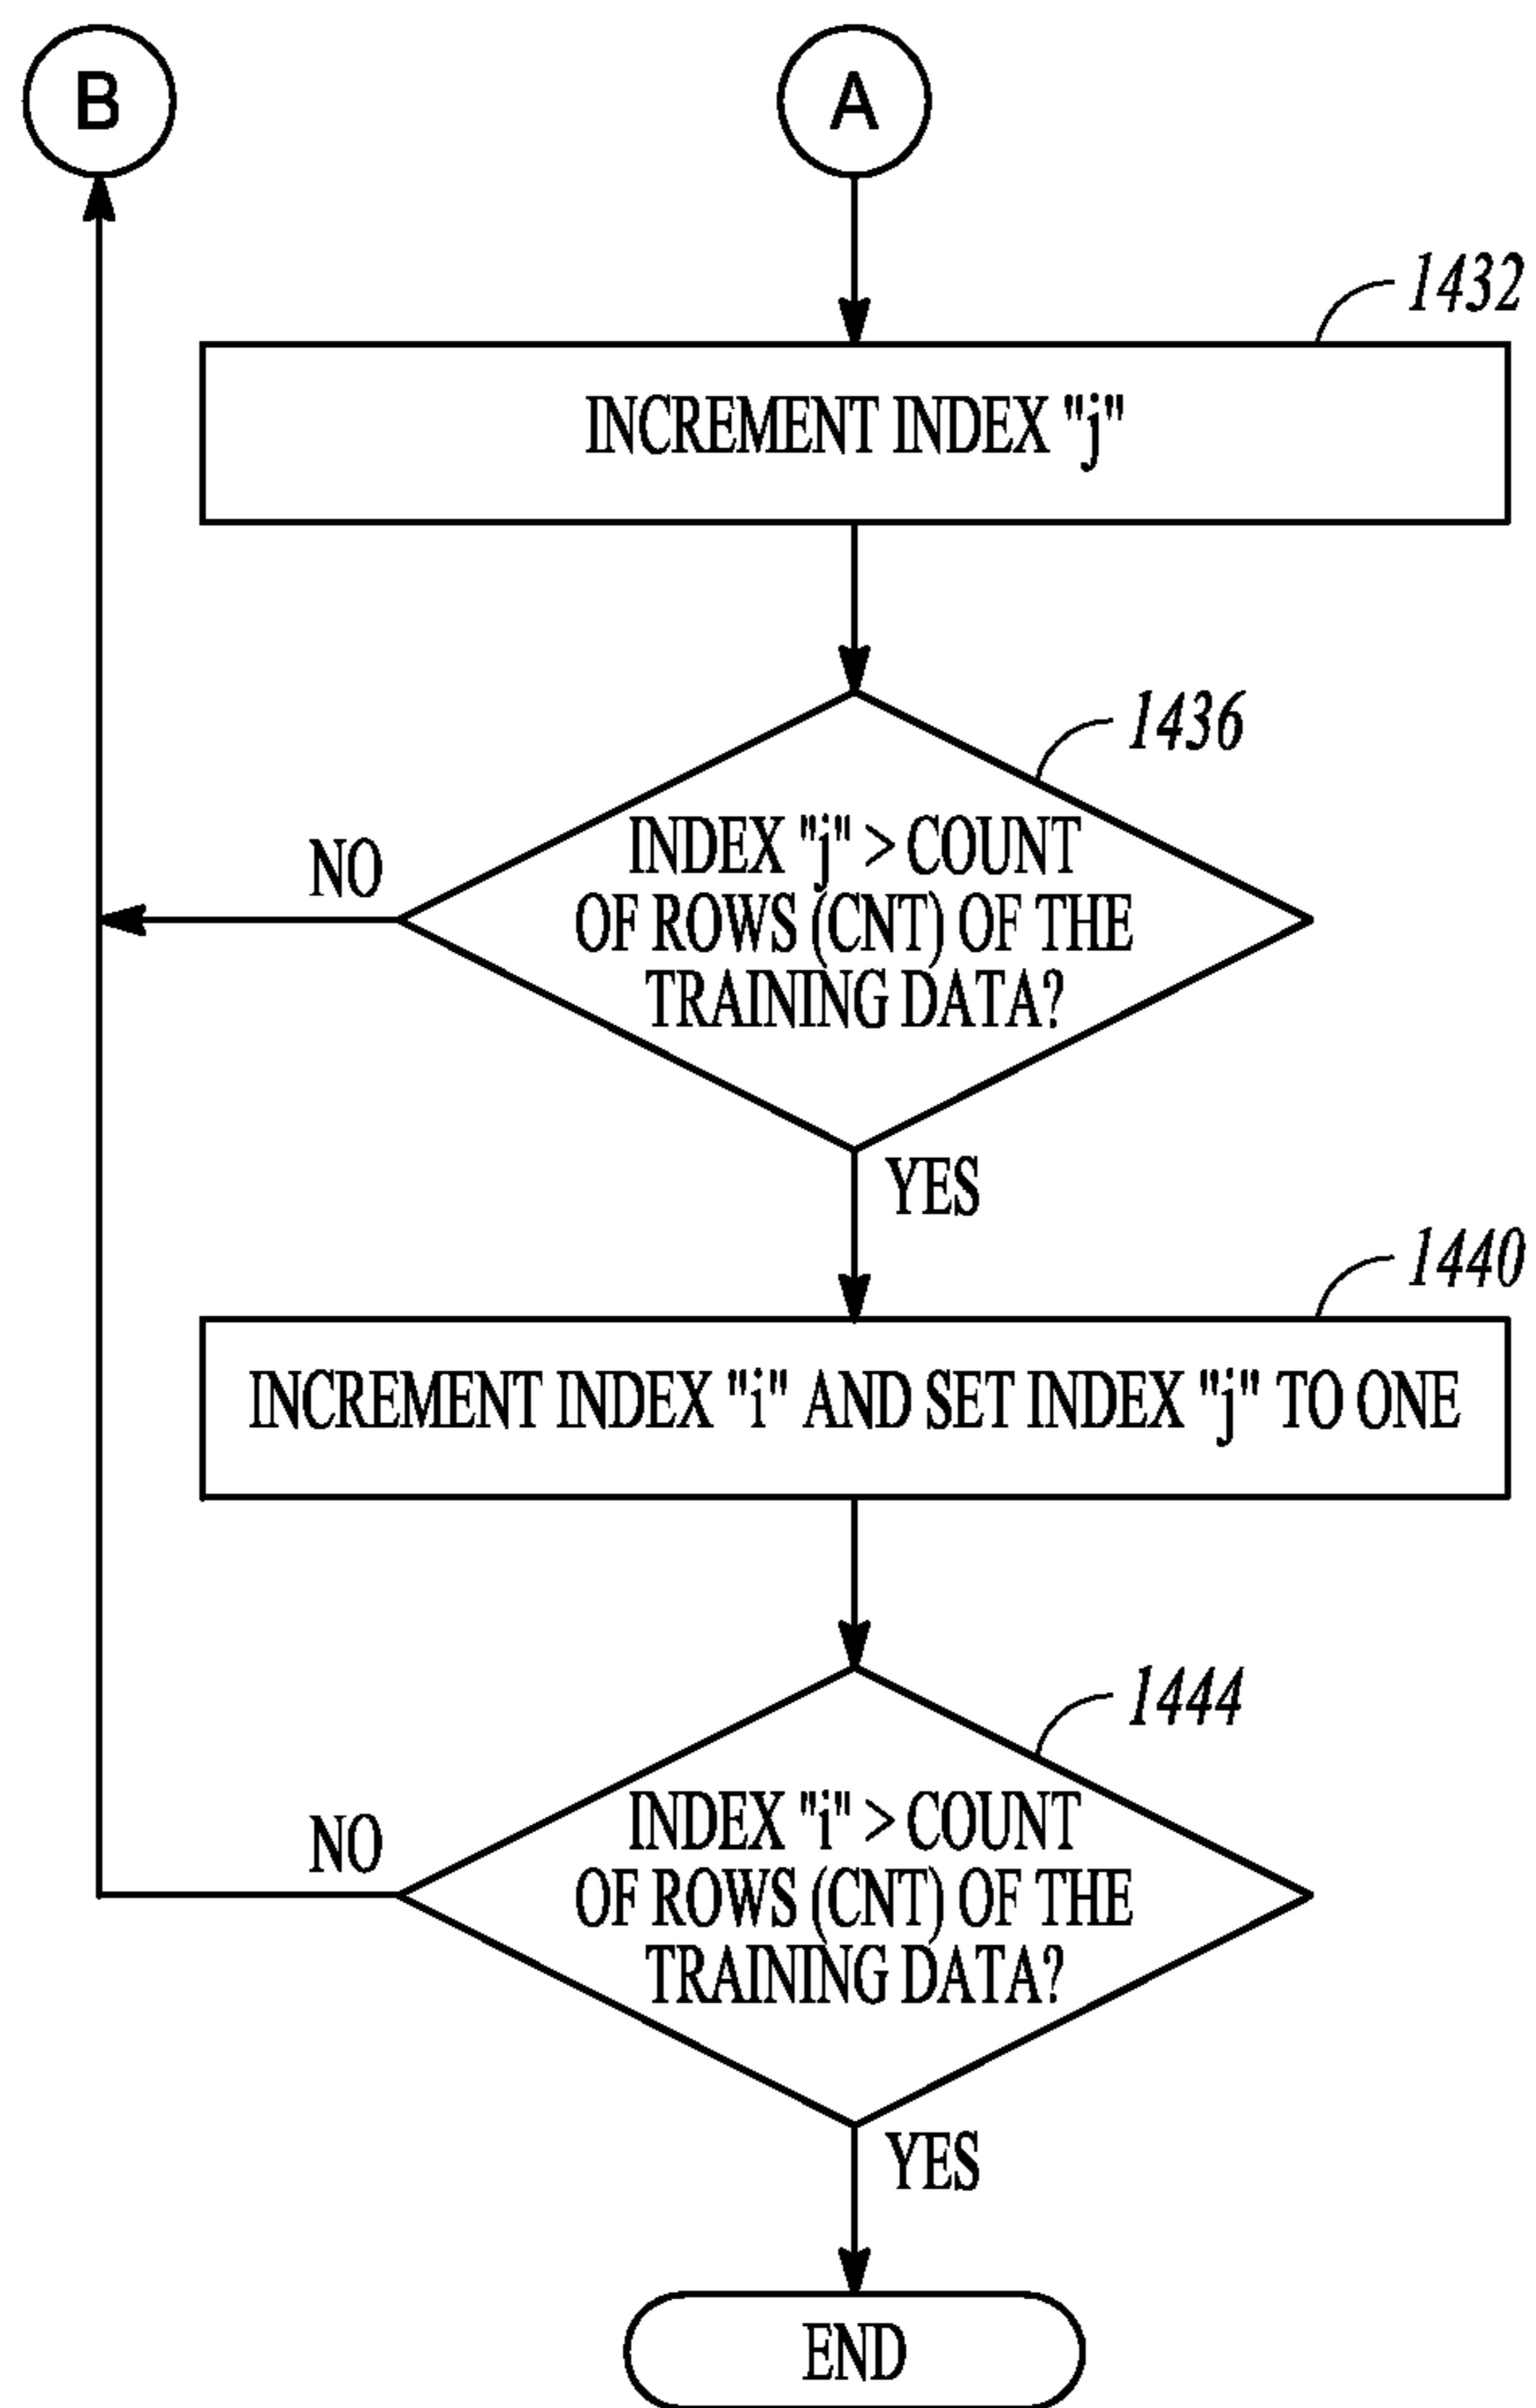 B
A
1432
INCREMENT INDEX "j"
1436
INDEX "j" > COUNT
OF ROWS (CNT) OF THE
TRAINING DATA?
NO
YES
1440
INCREMENT INDEX "i" AND SET INDEX "j" TO ONE
1444
INDEX "i" > COUNT
OF ROWS (CNT) OF THE
TRAINING DATA?
NO
YES
END